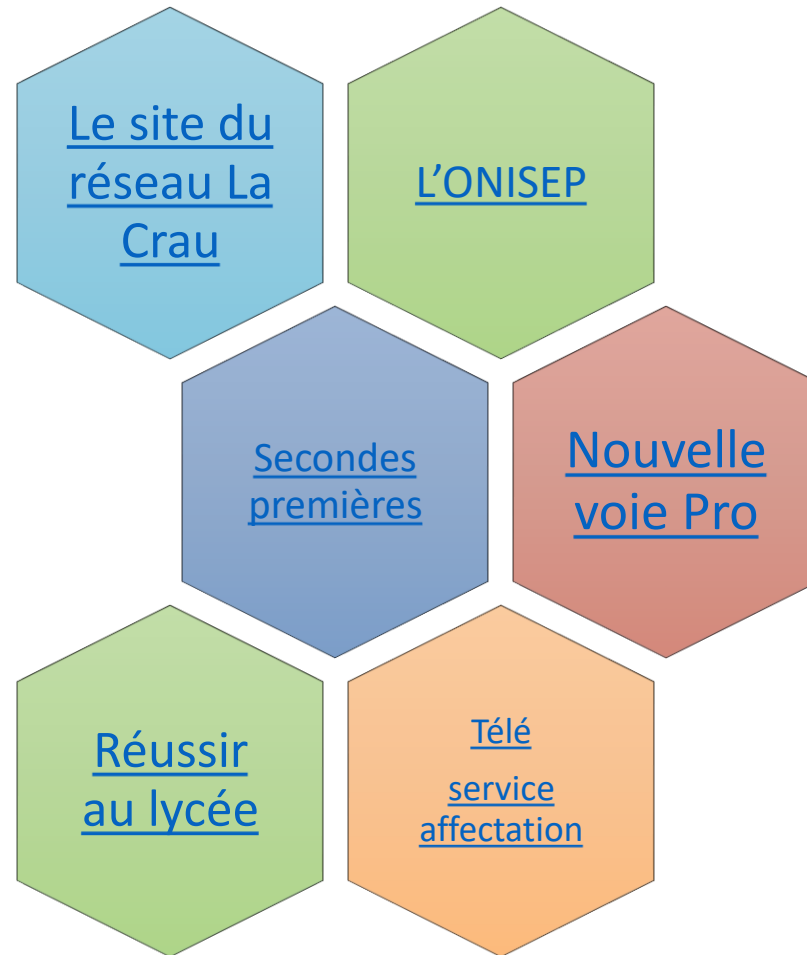 Le site du
réseau La
Crau
L’ONISEP
Secondes
premières
Nouvelle
voie Pro
Réussir
au lycée
Télé
service
affectation